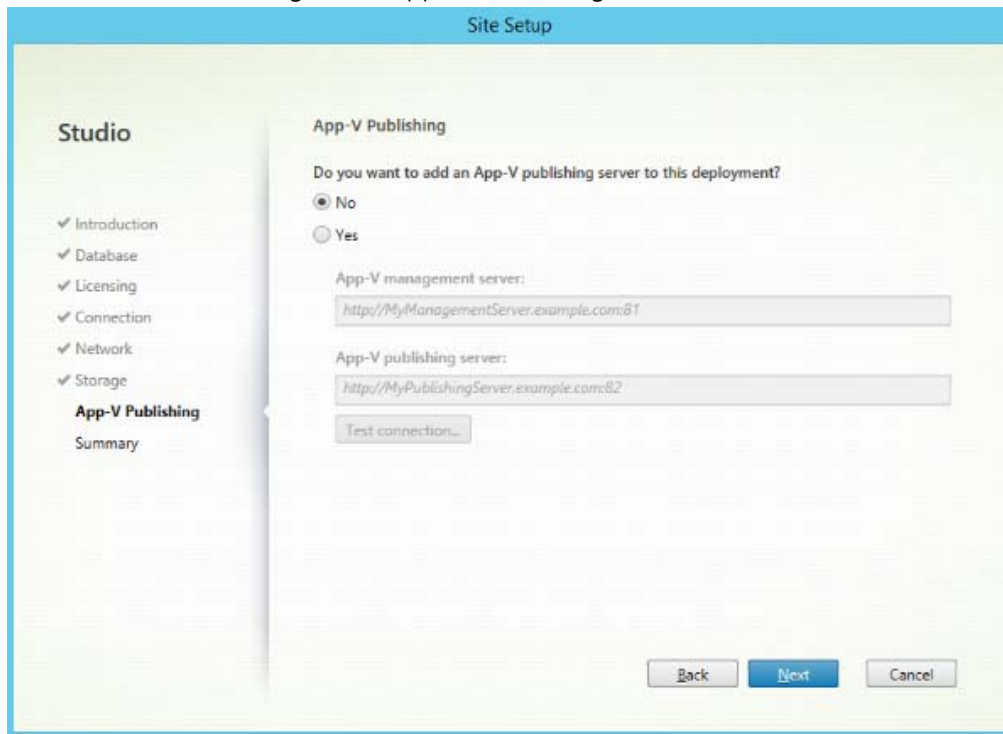 Site Setup
Studio
Introduction
Database
Licensing
Connection
Network
Storage
App-V Publishing
Summary
App-V Publishing
Do you want to add an App-V publishing server to this deployment?
No
Yes
App-V management server:
http://MyManagementServer.example.com:81
App-V publishing server:
http://MyPublishingServer.example.com:82
Test connection...
Back
Next
Cancel